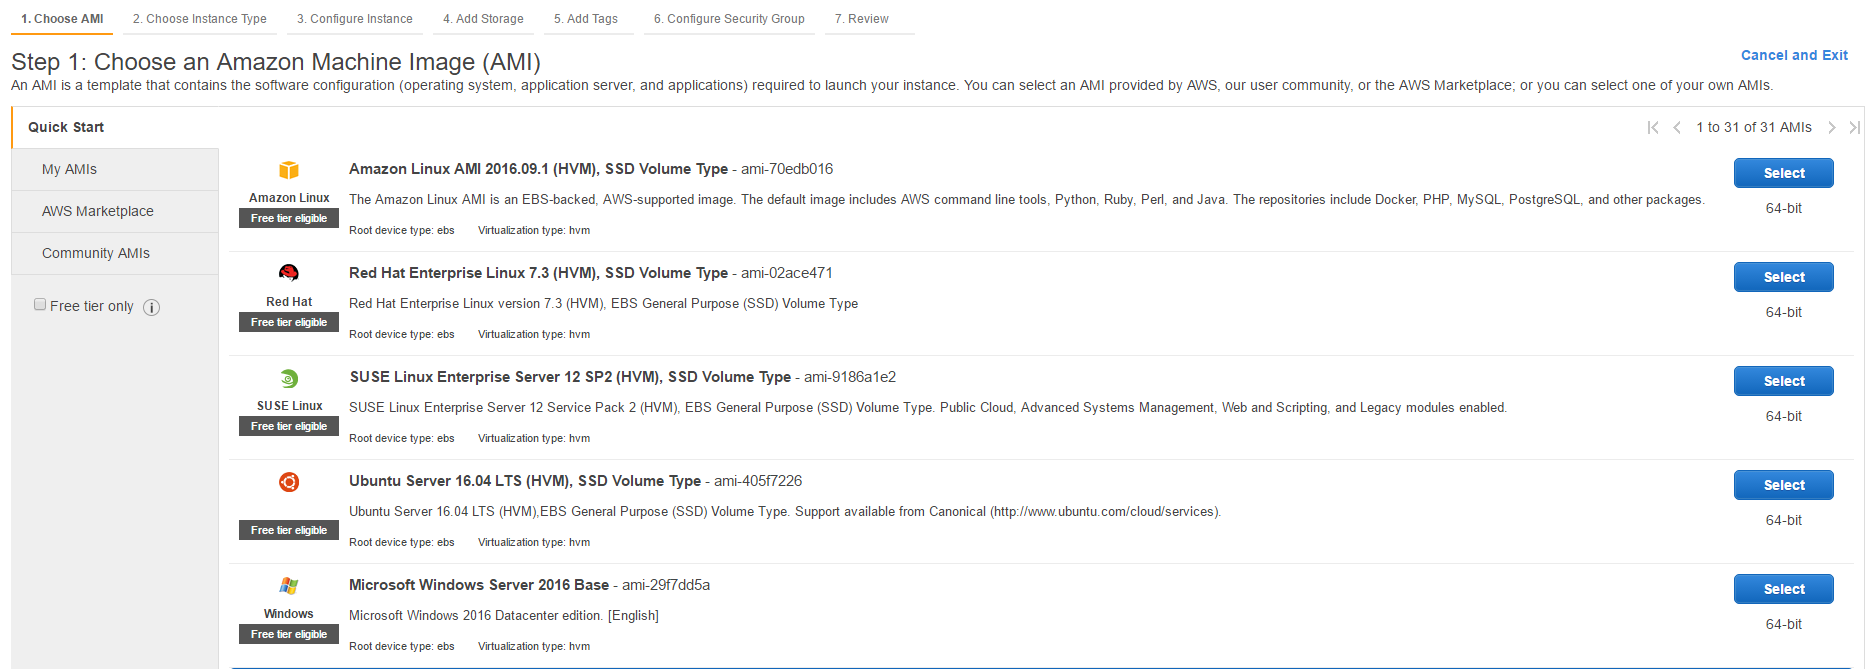 1. Choose AMI 2. Choose Instance Type 3. Configure Instance 4. Add Storage 5. Add Tags 6. Configure Security Group 7. Review
Step 1: Choose an Amazon Machine Image (AMI)
Cancel and Exit
An AMI is a template that contains the software configuration (operating system, application server, and applications) required to launch your instance. You can select an AMI provided by AWS, our user community, or the AWS Marketplace; or you can select one of your own AMIs.
Quick Start
1 to 31 of 31 AMIs
My AMIs
AWS Marketplace
Community AMIs
Free tier only
Amazon Linux
Free tier eligible
Amazon Linux AMI 2016.09.1 (HVM), SSD Volume Type - ami-70edb016
The Amazon Linux AMI is an EBS-backed, AWS-supported image. The default image includes AWS command line tools, Python, Ruby, Perl, and Java. The repositories include Docker, PHP, MySQL, PostgreSQL, and other packages.
Root device type: ebs Virtualization type: hvm
Select
64-bit
Red Hat
Free tier eligible
Red Hat Enterprise Linux 7.3 (HVM), SSD Volume Type - ami-02ace471
Red Hat Enterprise Linux version 7.3 (HVM), EBS General Purpose (SSD) Volume Type
Root device type: ebs Virtualization type: hvm
Select
64-bit
SUSE Linux
Free tier eligible
SUSE Linux Enterprise Server 12 SP2 (HVM), SSD Volume Type - ami-9186a1e2
SUSE Linux Enterprise Server 12 Service Pack 2 (HVM), EBS General Purpose (SSD) Volume Type. Public Cloud, Advanced Systems Management, Web and Scripting, and Legacy modules enabled.
Root device type: ebs Virtualization type: hvm
Select
64-bit
Free tier eligible
Ubuntu Server 16.04 LTS (HVM), SSD Volume Type - ami-405f7226
Ubuntu Server 16.04 LTS (HVM),EBS General Purpose (SSD) Volume Type. Support available from Canonical (http://www.ubuntu.com/cloud/services).
Root device type: ebs Virtualization type: hvm
Select
64-bit
Windows
Free tier eligible
Microsoft Windows Server 2016 Base - ami-29f7dd5a
Microsoft Windows 2016 Datacenter edition. [English]
Root device type: ebs Virtualization type: hvm
Select
64-bit